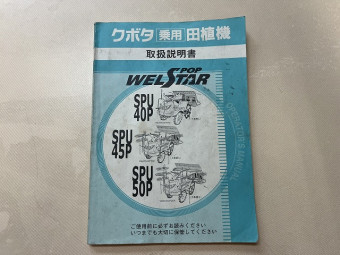 クボタ 乗用 田植機
取扱説明書
POP
WELSTAR
SPU
40P
SPU
45P
SPU
50P
OPERATOR'S MANUAL
ご使用前に必ずお読みください
いつまでも大切に保管してください